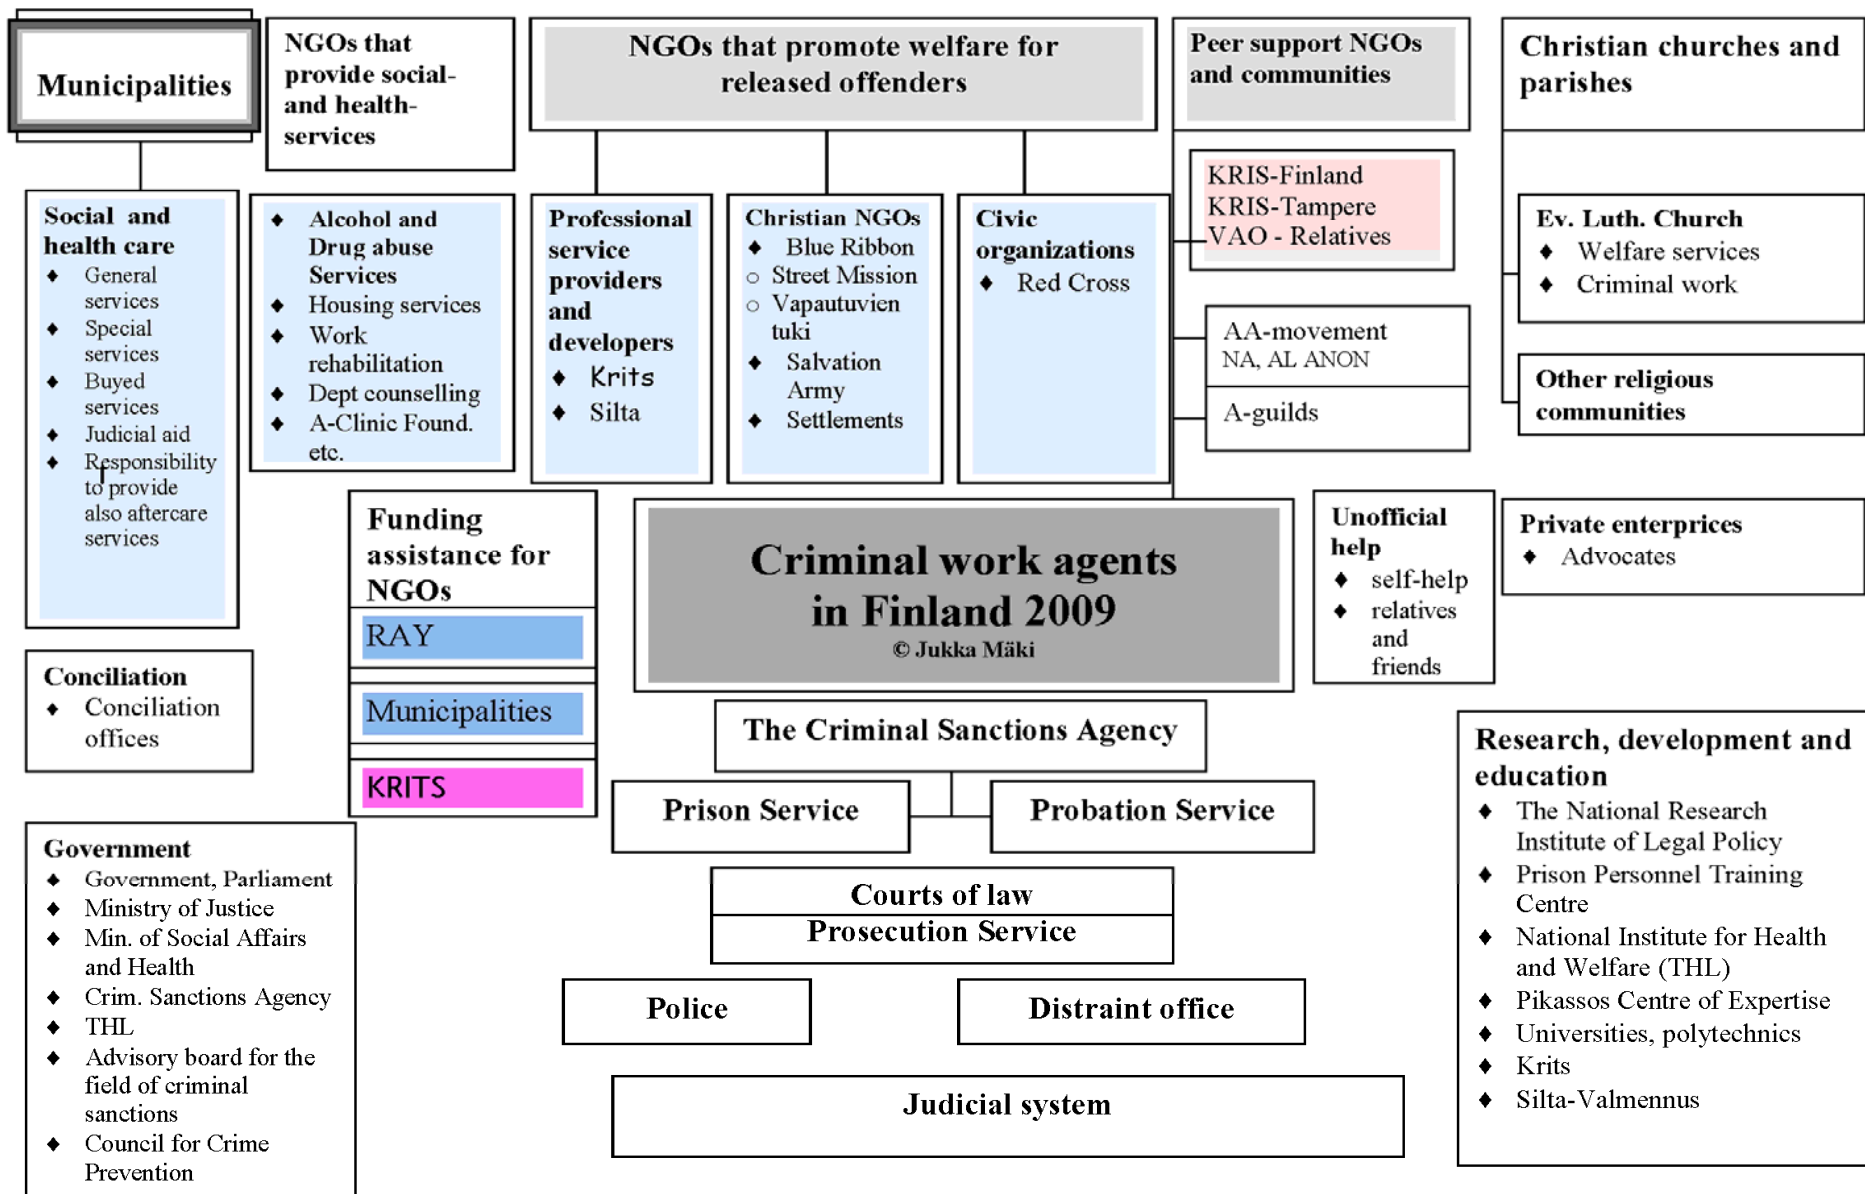 Municipalities
NGOs that
provide social-
and health-
services
NGOs that promote welfare for
released offenders
Peer support NGOs
and communities
Christian churches and
parishes
Social and
health care
♦ General
services
♦ Special
services
♦ Buyed
services
♦ Judicial aid
♦ Responsibility
to provide
also aftercare
services
♦ Alcohol and
Drug abuse
Services
♦ Housing services
♦ Work
rehabilitation
♦ Dept counselling
♦ A-Clinic Found.
etc.
Professional
service
providers
and
developers
♦ Krits
♦ Silta
Christian NGOs
♦ Blue Ribbon
○ Street Mission
○ Vapautuvien
tuki
♦ Salvation
Army
♦ Settlements
Civic
organizations
♦ Red Cross
KRIS-Finland
KRIS-Tampere
VAO - Relatives
AA-movement
NA, AL ANON
A-guilds
Ev. Luth. Church
♦ Welfare services
♦ Criminal work
Other religious
communities
Funding
assistance for
NGOs
RAY
Municipalities
KRITS
Criminal work agents
in Finland 2009
© Jukka Mäki
Unofficial
help
♦ self-help
♦ relatives
and
friends
Private enterprices
♦ Advocates
Conciliation
♦ Conciliation
offices
The Criminal Sanctions Agency
Prison Service
Probation Service
Courts of law
Prosecution Service
Police
Distraint office
Judicial system
Government
♦ Government, Parliament
♦ Ministry of Justice
♦ Min. of Social Affairs
and Health
♦ Crim. Sanctions Agency
♦ THL
♦ Advisory board for the
field of criminal
sanctions
♦ Council for Crime
Prevention
Research, development and
education
♦ The National Research
Institute of Legal Policy
♦ Prison Personnel Training
Centre
♦ National Institute for Health
and Welfare (THL)
♦ Pikassos Centre of Expertise
♦ Universities, polytechnics
♦ Krits
♦ Silta-Valmennus